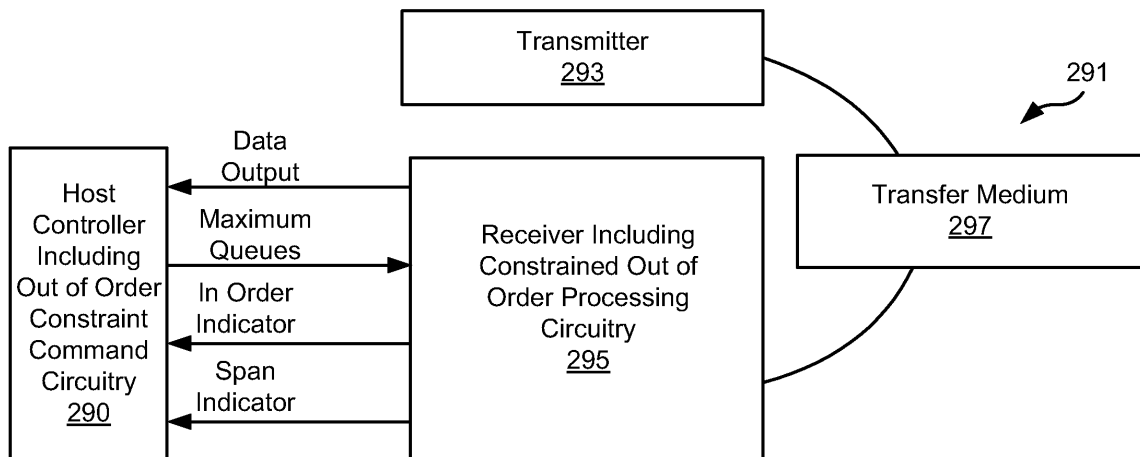 Transmitter
293
291
Transfer Medium
297
Data
Output
Maximum
Queues
In Order
Indicator
Span
Indicator
Host
Controller
Including
Out of Order
Constraint
Command
Circuitry
290
Receiver Including
Constrained Out of
Order Processing
Circuitry
295